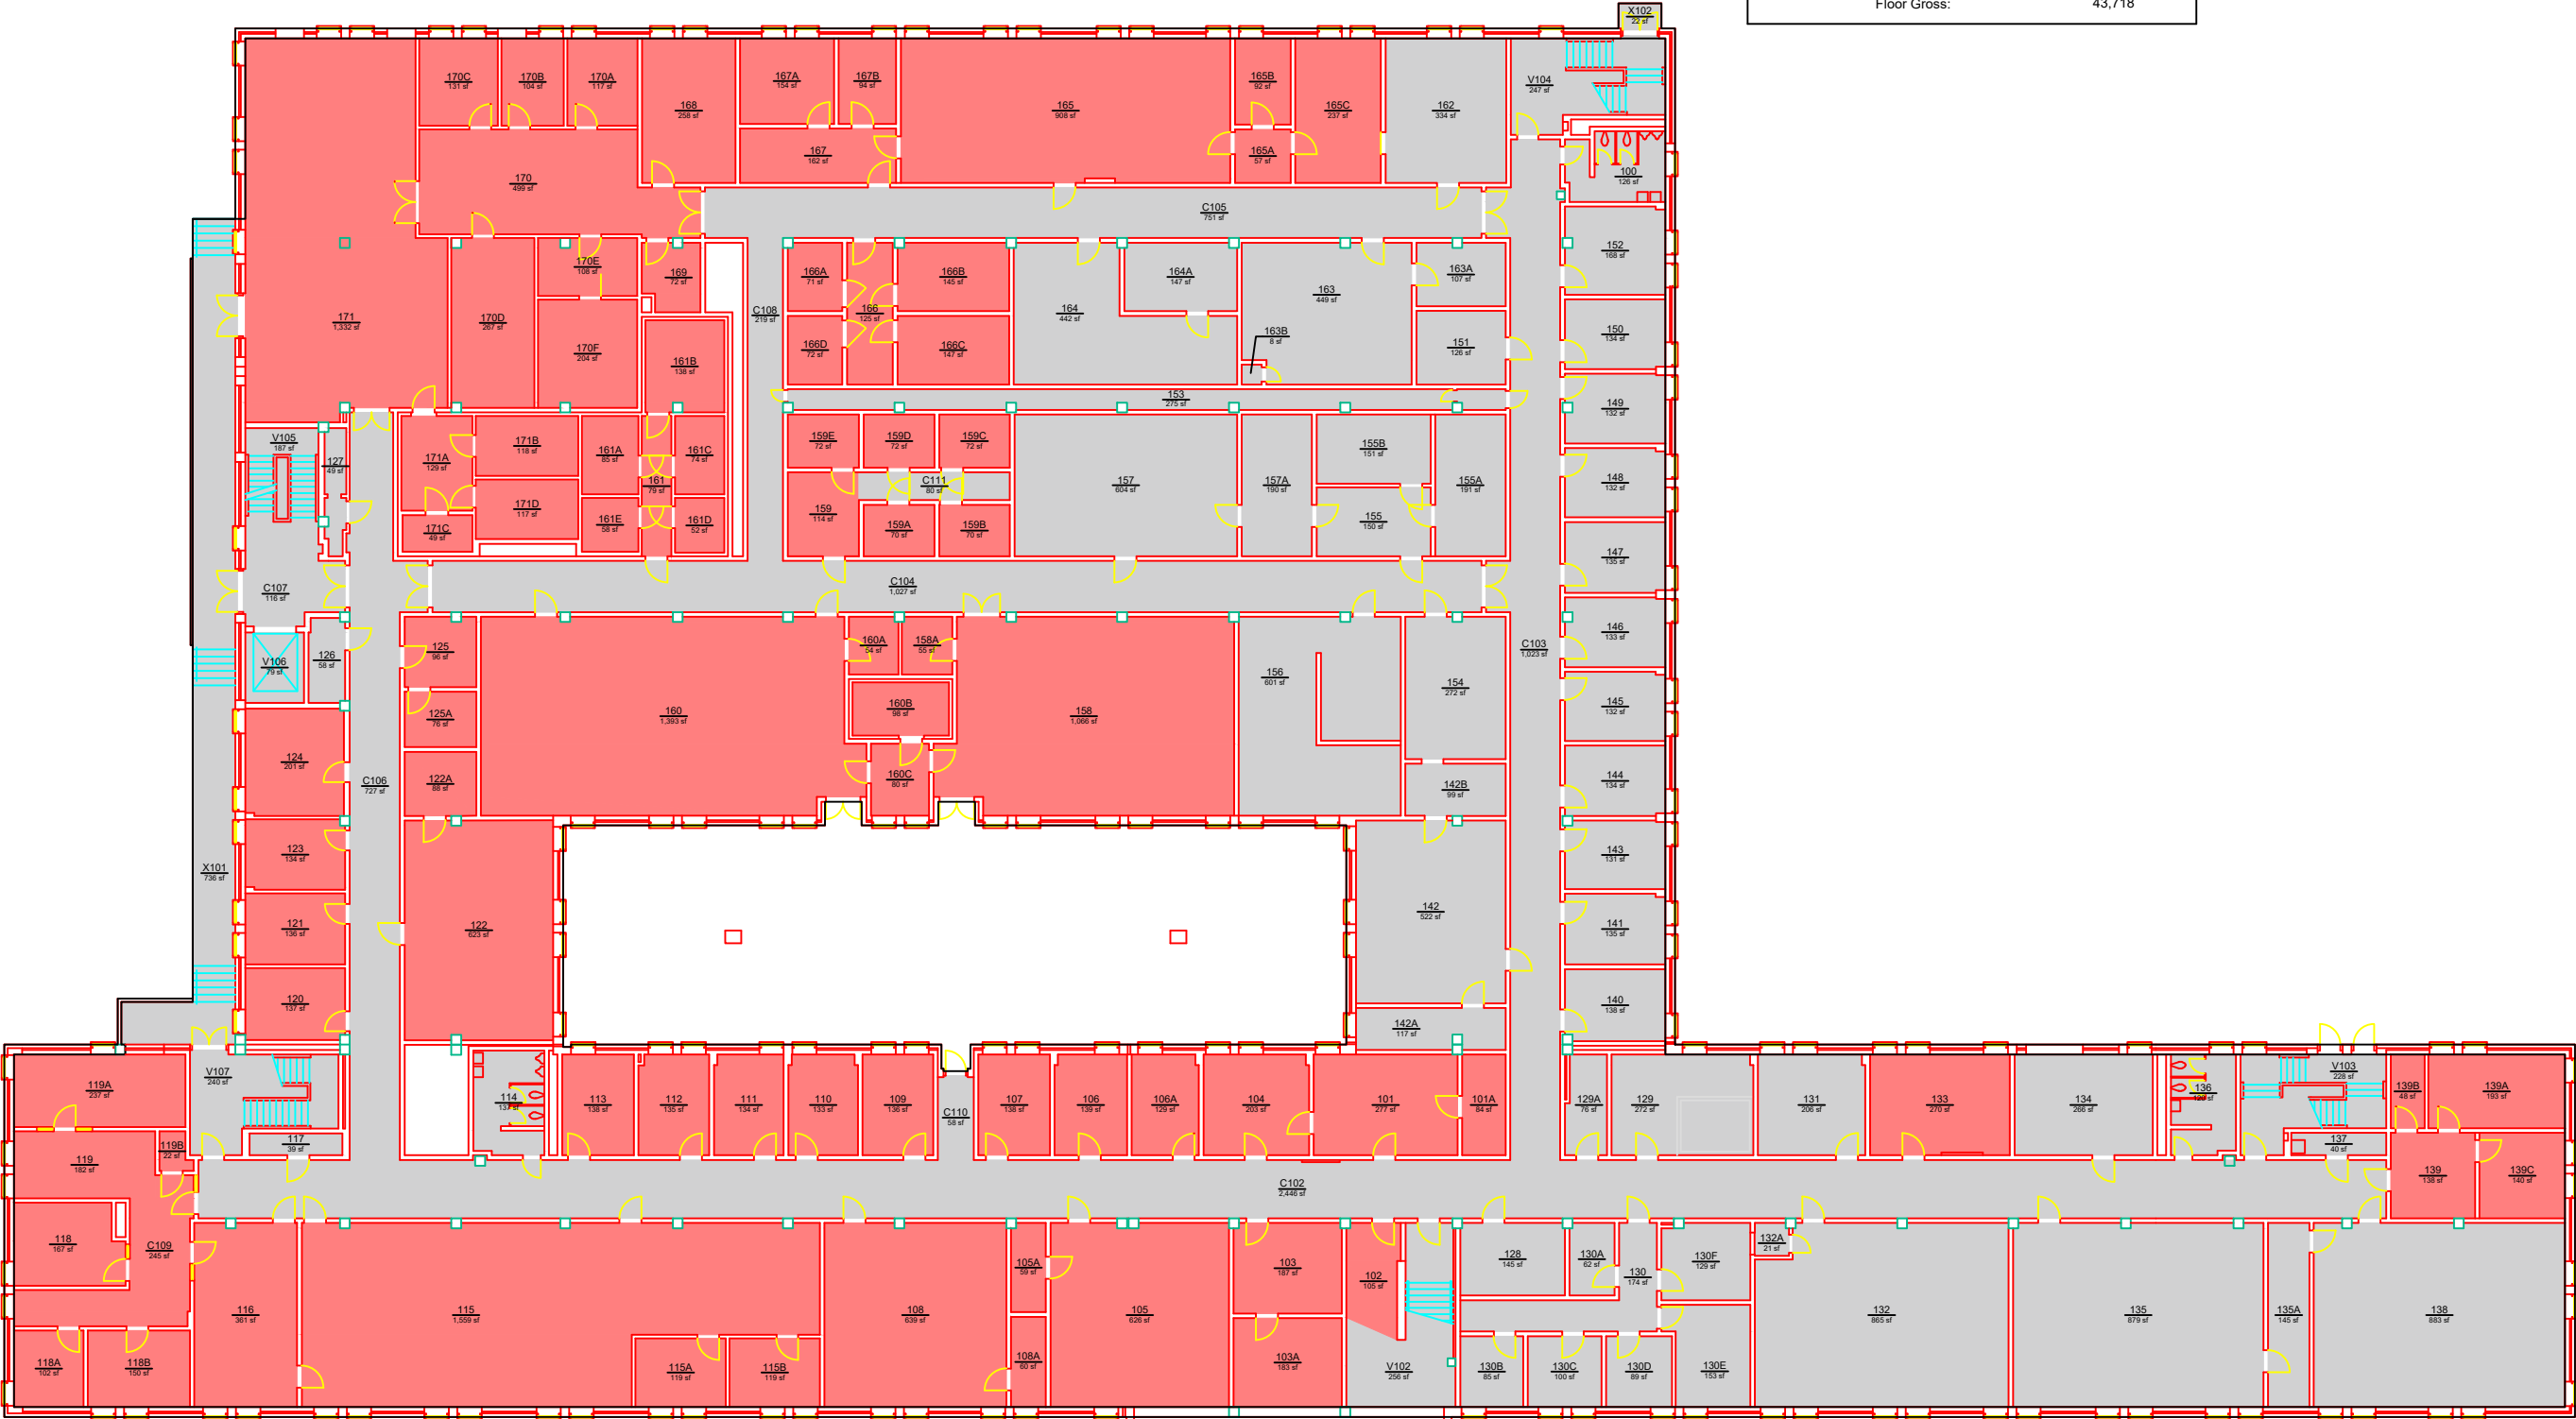 Floor Gross: 43,718
X102
22 sf
170C
131 sf
170B
104 sf
170A
117 sf
168
258 sf
167A
154 sf
167B
94 sf
165
908 sf
165B
92 sf
165C
237 sf
162
334 sf
V104
247 sf
167
162 sf
165A
57 sf
170
499 sf
100
126 sf
C105
751 sf
152
168 sf
170E
108 sf
169
72 sf
166A
71 sf
166B
145 sf
164A
147 sf
163A
107 sf
163
449 sf
171
1,332 sf
170D
267 sf
C108
219 sf
166
125 sf
164
442 sf
163B
8 sf
150
134 sf
170F
204 sf
161B
138 sf
166D
72 sf
166C
147 sf
151
126 sf
153
275 sf
149
132 sf
V105
187 sf
127
49 sf
171A
129 sf
171B
118 sf
161A
85 sf
161C
74 sf
159E
72 sf
159D
72 sf
159C
72 sf
155B
151 sf
161
79 sf
C111
80 sf
157
604 sf
157A
190 sf
155A
191 sf
148
132 sf
171D
117 sf
171C
49 sf
161E
58 sf
161D
52 sf
159
114 sf
159A
70 sf
159B
70 sf
155
150 sf
147
135 sf
C107
116 sf
C104
1,027 sf
146
133 sf
V106
79 sf
126
58 sf
125
96 sf
160A
54 sf
158A
55 sf
C103
1,023 sf
156
601 sf
154
272 sf
145
132 sf
125A
76 sf
160
1,393 sf
160B
98 sf
158
1,066 sf
124
201 sf
C106
727 sf
122A
88 sf
160C
80 sf
142B
99 sf
144
134 sf
X101
736 sf
123
134 sf
143
131 sf
121
136 sf
122
623 sf
142
522 sf
141
135 sf
120
137 sf
140
138 sf
142A
117 sf
119A
237 sf
V107
240 sf
114
113
138 sf
112
135 sf
111
134 sf
110
133 sf
109
136 sf
C110
58 sf
107
138 sf
106
139 sf
106A
129 sf
104
203 sf
101
277 sf
101A
84 sf
129A
76 sf
129
272 sf
131
206 sf
133
270 sf
134
266 sf
136
V103
228 sf
139B
48 sf
139A
193 sf
117
39 sf
119B
22 sf
119
182 sf
137
40 sf
139
138 sf
139C
140 sf
C102
2,446 sf
118
167 sf
C109
245 sf
105A
59 sf
103
187 sf
102
105 sf
128
145 sf
130A
62 sf
130
174 sf
130F
129 sf
132A
21 sf
116
361 sf
115
1,559 sf
108
639 sf
105
626 sf
132
865 sf
135
879 sf
135A
145 sf
138
883 sf
118A
102 sf
118B
150 sf
115A
119 sf
115B
119 sf
108A
60 sf
103A
183 sf
V102
256 sf
130B
85 sf
130C
100 sf
130D
89 sf
130E
153 sf